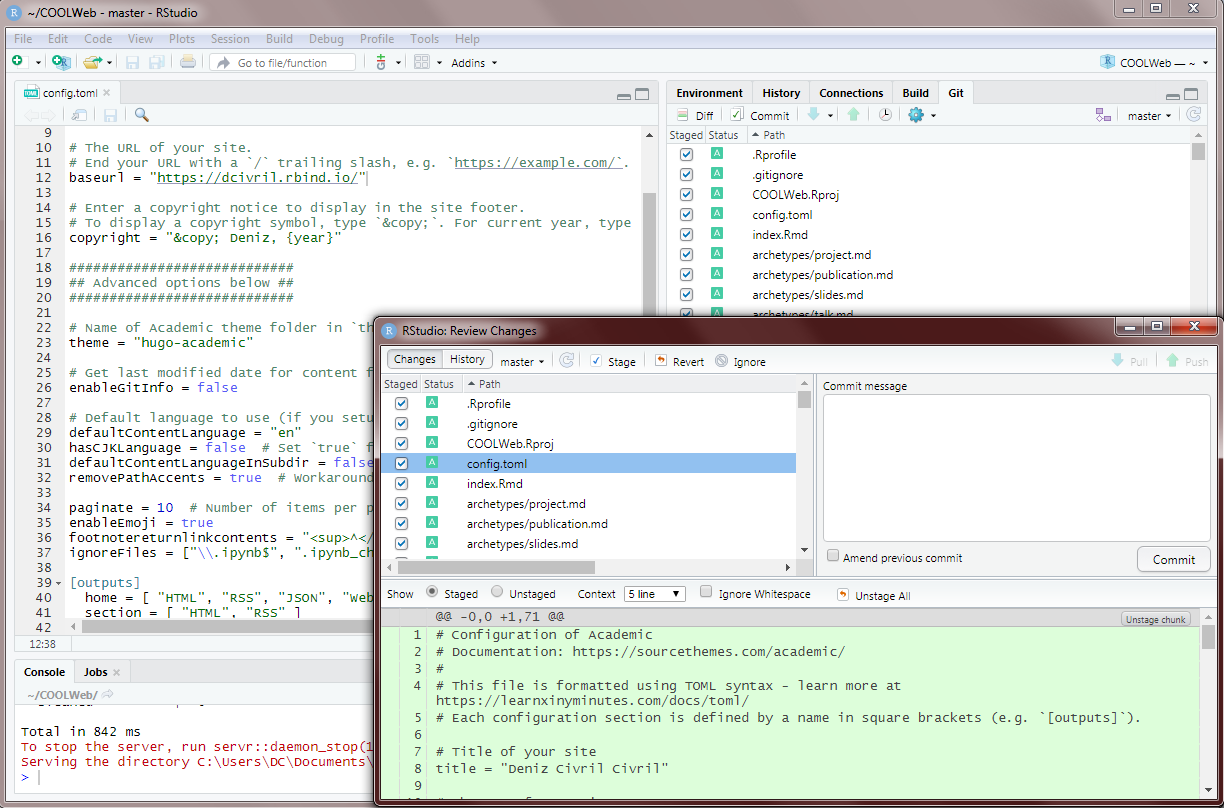 ~/COOLWeb - master - RStudio
File Edit Code View Plots Session Build Debug Profile Tools Help
Go to file/function Addins COOLWeb — ~
config.toml
9
10 # The URL of your site.
11 # End your URL with a `/` trailing slash, e.g. `https://example.com/`.
12 baseurl = "https://dcivril.rbind.io/"
13
14 # Enter a copyright notice to display in the site footer.
15 # To display a copyright symbol, type `&copy;`. For current year, type
16 copyright = "&copy; Deniz, {year}"
17
18 ############################
19 ## Advanced options below ##
20 ############################
21
22 # Name of Academic theme folder in `th
23 theme = "hugo-academic"
24
25 # Get last modified date for content f
26 enableGitInfo = false
27
28 # Default language to use (if you setu
29 defaultContentLanguage = "en"
30 hasCJKLanguage = false # Set `true` f
31 defaultContentLanguageInSubdir = false
32 removePathAccents = true # Workaround
33
34 paginate = 10 # Number of items per p
35 enableEmoji = true
36 footnotereturnlinkcontents = "<sup>^</
37 ignoreFiles = ["\\.ipynb$", ".ipynb_ch
38
39 [outputs]
40 home = [ "HTML", "RSS", "JSON", "Web
41 section = [ "HTML", "RSS" ]
42
12:38
Console Jobs
~/COOLWeb/
Total in 842 ms
To stop the server, run servr::daemon_stop(1
Serving the directory C:\Users\DC\Documents\
>
Environment History Connections Build Git
Diff Commit master
Staged Status Path
A .Rprofile
A .gitignore
A COOLWeb.Rproj
A config.toml
A index.Rmd
A archetypes/project.md
A archetypes/publication.md
A archetypes/slides.md
A archetypes/talk.md
RStudio: Review Changes
Changes History master Stage Revert Ignore Pull Push
Staged Status Path
A .Rprofile
A .gitignore
A COOLWeb.Rproj
A config.toml
A index.Rmd
A archetypes/project.md
A archetypes/publication.md
A archetypes/slides.md
Commit message
Amend previous commit Commit
Show Staged Unstaged Context 5 line Ignore Whitespace Unstage All
@@ -0,0 +1,71 @@ Unstage chunk
1 # Configuration of Academic
2 # Documentation: https://sourcethemes.com/academic/
3 #
4 # This file is formatted using TOML syntax - learn more at
https://learnxinyminutes.com/docs/toml/
5 # Each configuration section is defined by a name in square brackets (e.g. `[outputs]`).
6
7 # Title of your site
8 title = "Deniz Civril Civril"
9